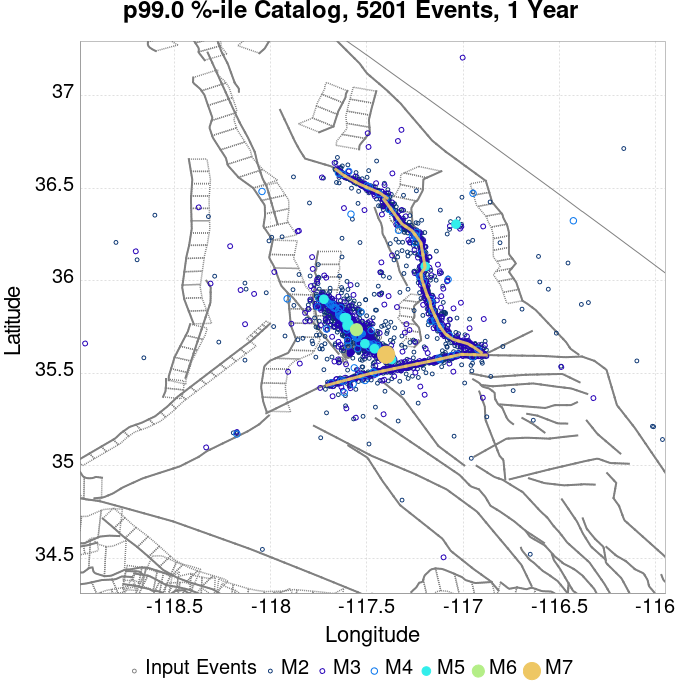 p99.0 %-ile Catalog, 5201 Events, 1 Year
37
36.5
36
35.5
35
34.5
Latitude
-118.5 -118 -117.5 -117 -116.5 -116
Longitude
Input Events M2 M3 M4 M5 M6 M7